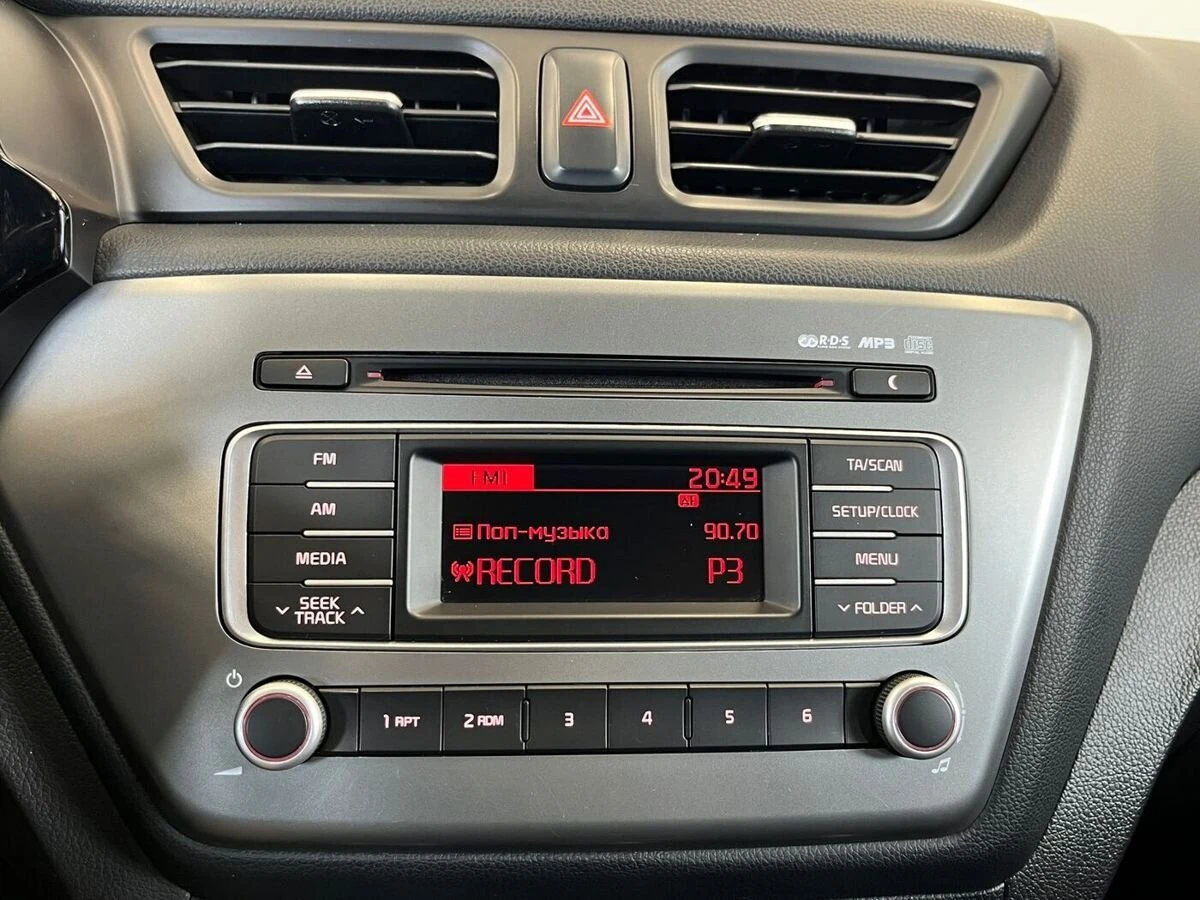 R·D·S MP3 disc
FM
AM
MEDIA
SEEK
TRACK
FM1 20:49
AF
Поп-музыка 90.70
RECORD P3
TA/SCAN
SETUP/CLOCK
MENU
FOLDER
1 RPT 2 RDM 3 4 5 6